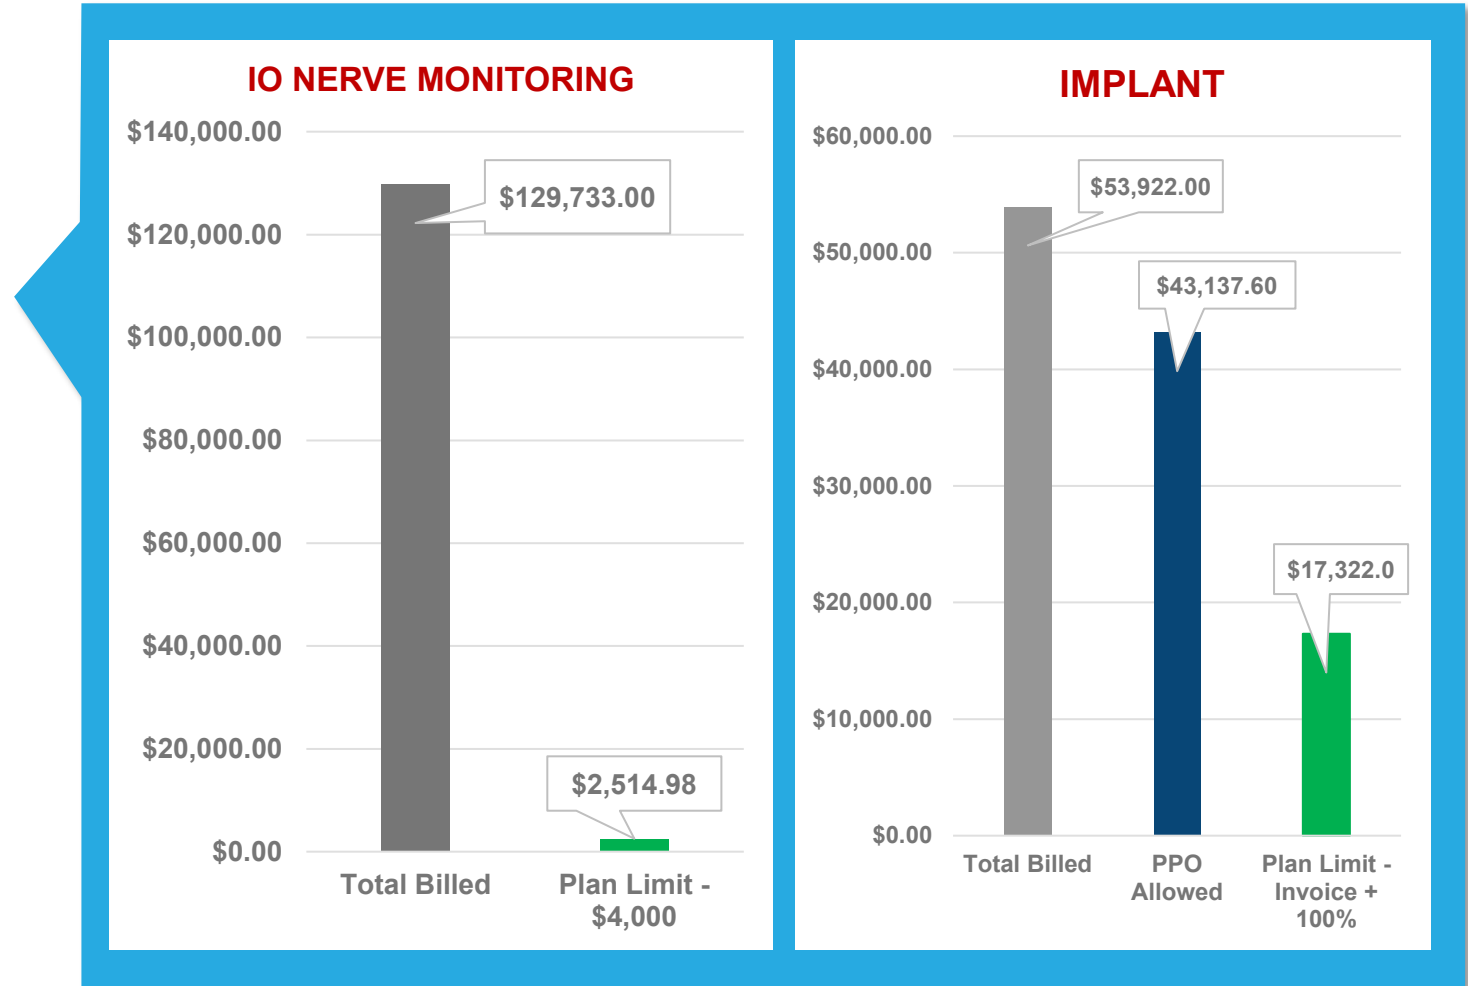 IO NERVE MONITORING
$140,000.00
$120,000.00
$100,000.00
$80,000.00
$60,000.00
$40,000.00
$20,000.00
$0.00
$129,733.00
$2,514.98
Total Billed
Plan Limit -
$4,000
IMPLANT
$60,000.00
$50,000.00
$40,000.00
$30,000.00
$20,000.00
$10,000.00
$0.00
$53,922.00
$43,137.60
$17,322.0
Total Billed
PPO
Allowed
Plan Limit -
Invoice +
100%